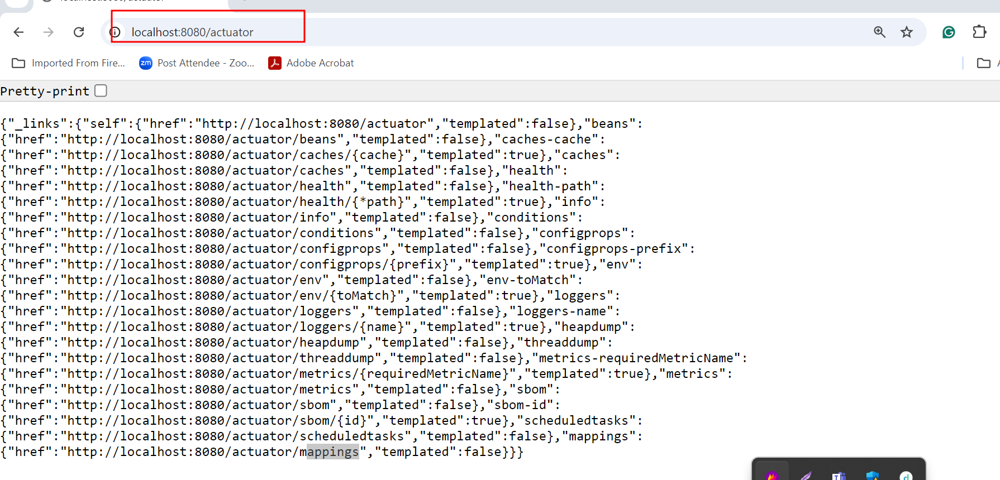 localhost:8080/actuator
Imported From Fire...
zm
Post Attendee - Zoo...
Adobe Acrobat
Pretty-print
{"_links":{"self":{"href":"http://localhost:8080/actuator","templated":false},"beans":
{"href":"http://localhost:8080/actuator/beans","templated":false},"caches-cache":
{"href":"http://localhost:8080/actuator/caches/{cache}","templated":true},"caches":
{"href":"http://localhost:8080/actuator/caches","templated":false},"health":
{"href":"http://localhost:8080/actuator/health","templated":false},"health-path":
{"href":"http://localhost:8080/actuator/health/{*path}","templated":true},"info":
{"href":"http://localhost:8080/actuator/info","templated":false},"conditions":
{"href":"http://localhost:8080/actuator/conditions","templated":false},"configprops":
{"href":"http://localhost:8080/actuator/configprops","templated":false},"configprops-prefix":
{"href":"http://localhost:8080/actuator/configprops/{prefix}","templated":true},"env":
{"href":"http://localhost:8080/actuator/env","templated":false},"env-toMatch":
{"href":"http://localhost:8080/actuator/env/{toMatch}","templated":true},"loggers":
{"href":"http://localhost:8080/actuator/loggers","templated":false},"loggers-name":
{"href":"http://localhost:8080/actuator/loggers/{name}","templated":true},"heapdump":
{"href":"http://localhost:8080/actuator/heapdump","templated":false},"threaddump":
{"href":"http://localhost:8080/actuator/threaddump","templated":false},"metrics-requiredMetricName":
{"href":"http://localhost:8080/actuator/metrics/{requiredMetricName}","templated":true},"metrics":
{"href":"http://localhost:8080/actuator/metrics","templated":false},"sbom":
{"href":"http://localhost:8080/actuator/sbom","templated":false},"sbom-id":
{"href":"http://localhost:8080/actuator/sbom/{id}","templated":true},"scheduledtasks":
{"href":"http://localhost:8080/actuator/scheduledtasks","templated":false},"mappings":
{"href":"http://localhost:8080/actuator/mappings","templated":false}}}